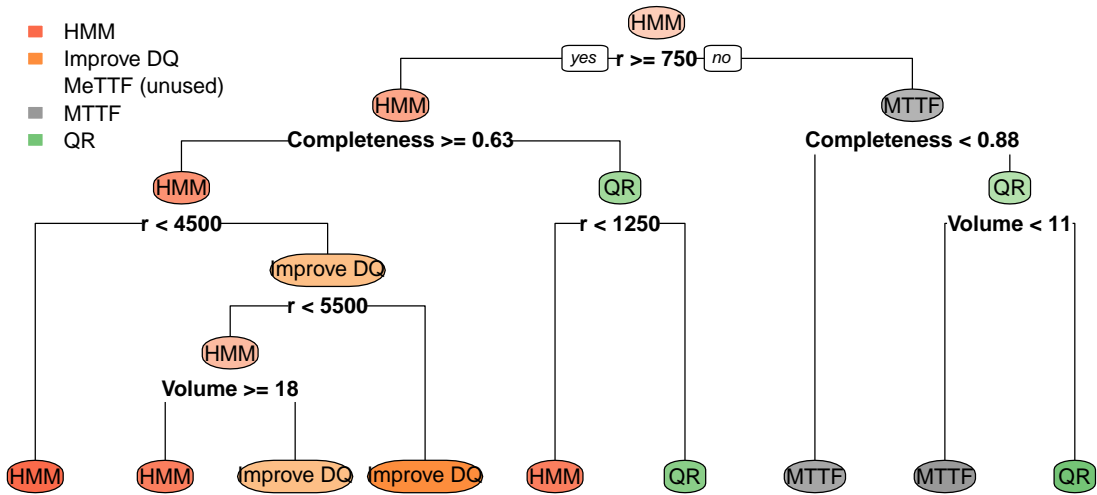 HMM
Improve DQ
MeTTF (unused)
MTTF
QR
HMM
yes r >= 750 no
HMM MTTF
Completeness >= 0.63 Completeness < 0.88
HMM QR QR
r < 4500 r < 1250 Volume < 11
Improve DQ
r < 5500
HMM
Volume >= 18
HMM HMM Improve DQ Improve DQ HMM QR MTTF MTTF QR